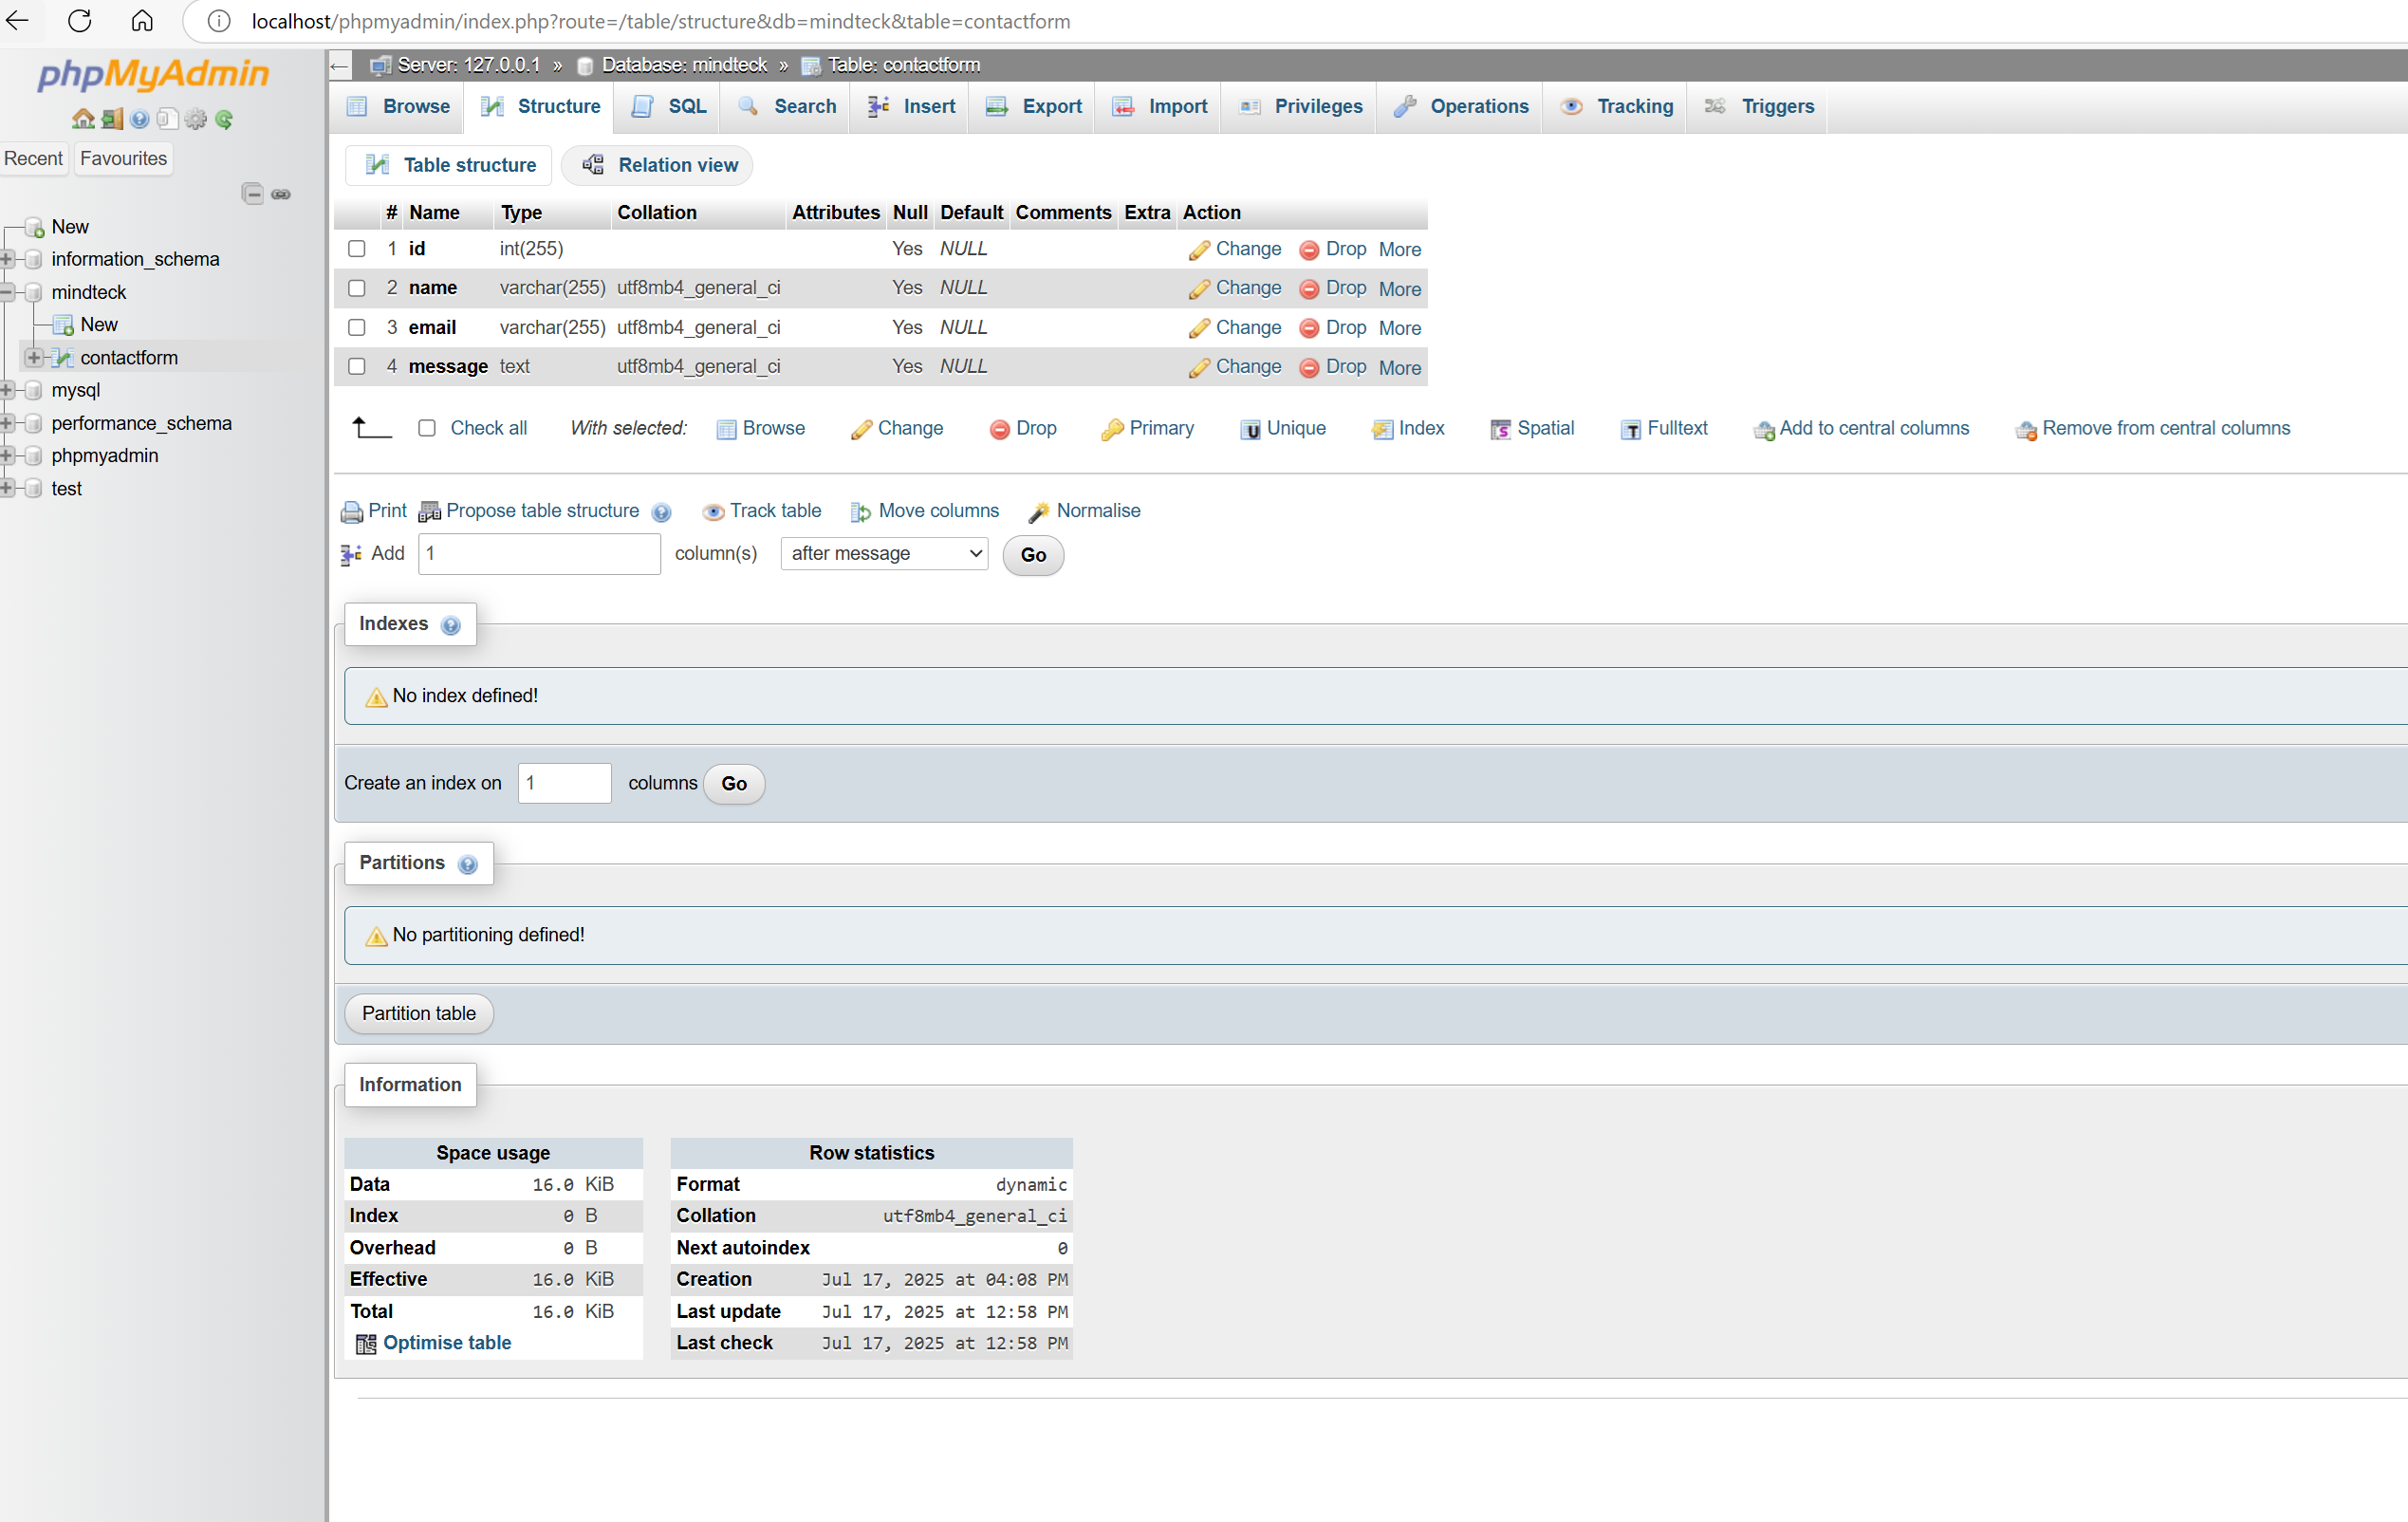 localhost/phpmyadmin/index.php?route=/table/structure&db=mindteck&table=contactform
phpMyAdmin
Recent Favourites
New
information_schema
mindteck
New
contactform
mysql
performance_schema
phpmyadmin
test
Server: 127.0.0.1 » Database: mindteck » Table: contactform
Browse Structure SQL Search Insert Export Import Privileges Operations Tracking Triggers
Table structure Relation view
# Name Type Collation Attributes Null Default Comments Extra Action
1 id int(255) Yes NULL Change Drop More
2 name varchar(255) utf8mb4_general_ci Yes NULL Change Drop More
3 email varchar(255) utf8mb4_general_ci Yes NULL Change Drop More
4 message text utf8mb4_general_ci Yes NULL Change Drop More
Check all With selected: Browse Change Drop Primary Unique Index Spatial Fulltext Add to central columns Remove from central columns
Print Propose table structure Track table Move columns Normalise
Add 1 column(s) after message Go
Indexes
No index defined!
Create an index on 1 columns Go
Partitions
No partitioning defined!
Partition table
Information
Space usage
Data 16.0 KiB
Index 0 B
Overhead 0 B
Effective 16.0 KiB
Total 16.0 KiB
Optimise table
Row statistics
Format dynamic
Collation utf8mb4_general_ci
Next autoindex 0
Creation Jul 17, 2025 at 04:08 PM
Last update Jul 17, 2025 at 12:58 PM
Last check Jul 17, 2025 at 12:58 PM